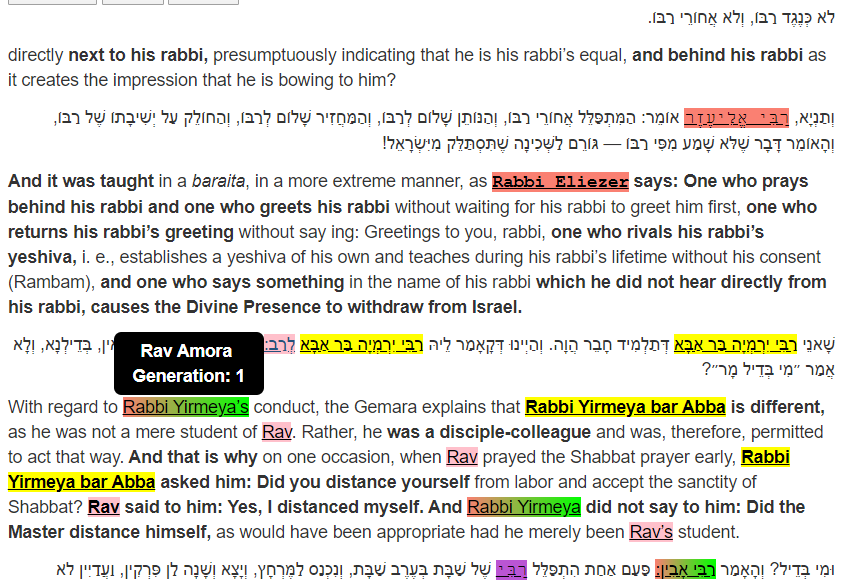 לֹא כְּנֶגֶד רַבּוֹ, וְלֹא אֲחוֹרֵי רַבּוֹ.
directly next to his rabbi, presumptuously indicating that he is his rabbi’s equal, and behind his rabbi as
it creates the impression that he is bowing to him?
וְתַנְיָא, רַבִּי אֱלִיעֶזֶר אוֹמֵר: הַמִּתְפַּלֵּל אֲחוֹרֵי רַבּוֹ, וְהַנּוֹתֵן שָׁלוֹם לְרַבּוֹ, וְהַמַּחְזִיר שָׁלוֹם לְרַבּוֹ, וְהַחוֹלֵק עַל יְשִׁיבָתוֹ שֶׁל רַבּוֹ,
וְהָאוֹמֵר דָּבָר שֶׁלֹּא שָׁמַע מִפִּי רַבּוֹ — גּוֹרֵם לַשְּׁכִינָה שֶׁתִּסְתַּלֵּק מִיִּשְׂרָאֵל!
And it was taught in a baraita, in a more extreme manner, as Rabbi Eliezer says: One who prays
behind his rabbi and one who greets his rabbi without waiting for his rabbi to greet him first, one who
returns his rabbi’s greeting without say ing: Greetings to you, rabbi, one who rivals his rabbi’s
yeshiva, i. e., establishes a yeshiva of his own and teaches during his rabbi’s lifetime without his consent
(Rambam), and one who says something in the name of his rabbi which he did not hear directly from
his rabbi, causes the Divine Presence to withdraw from Israel.
שָׁאנֵי רַבִּי יִרְמְיָה בַּר אַבָּא דְּתַלְמִיד חָבֵר הֲוָה. וְהַיְינוּ דְּקָאָמַר לֵיהּ רַבִּי יִרְמְיָה בַּר אַבָּא לְרַב: אִין, בְּדֵילְנָא, וְלָא
אֲמַר ״מִי בְּדֵיל מָר״?
Rav Amora
Generation: 1
With regard to Rabbi Yirmeya’s conduct, the Gemara explains that Rabbi Yirmeya bar Abba is different,
as he was not a mere student of Rav. Rather, he was a disciple-colleague and was, therefore, permitted
to act that way. And that is why on one occasion, when Rav prayed the Shabbat prayer early, Rabbi
Yirmeya bar Abba asked him: Did you distance yourself from labor and accept the sanctity of
Shabbat? Rav said to him: Yes, I distanced myself. And Rabbi Yirmeya did not say to him: Did the
Master distance himself, as would have been appropriate had he merely been Rav’s student.
וּמִי בְּדֵיל? וְהָאָמַר רַבִּי אָבִין: פַּעַם אַחַת הִתְפַּלֵּל רַבִּי שֶׁל שַׁבָּת בְּעֶרֶב שַׁבָּת, וְנִכְנַס לַמֶּרְחָץ, וְיָצָא וְשָׁנָה לַן פִּרְקִין, וַעֲדַיִין לֹא